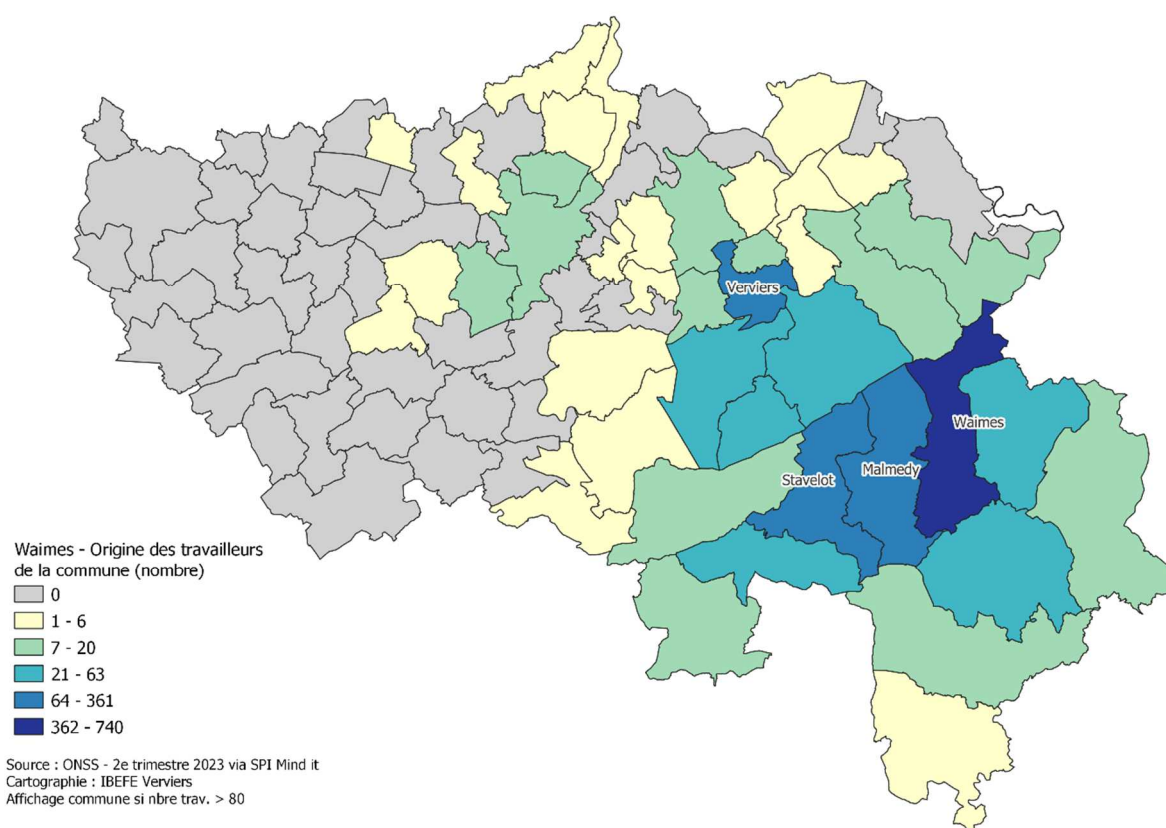 Verviers
Waimes
Malmedy
Stavelot
Waimes - Origine des travailleurs
de la commune (nombre)
0
1 - 6
7 - 20
21 - 63
64 - 361
362 - 740
Source : ONSS - 2e trimestre 2023 via SPI Mind it
Cartographie : IBEFE Verviers
Affichage commune si nbre trav. > 80